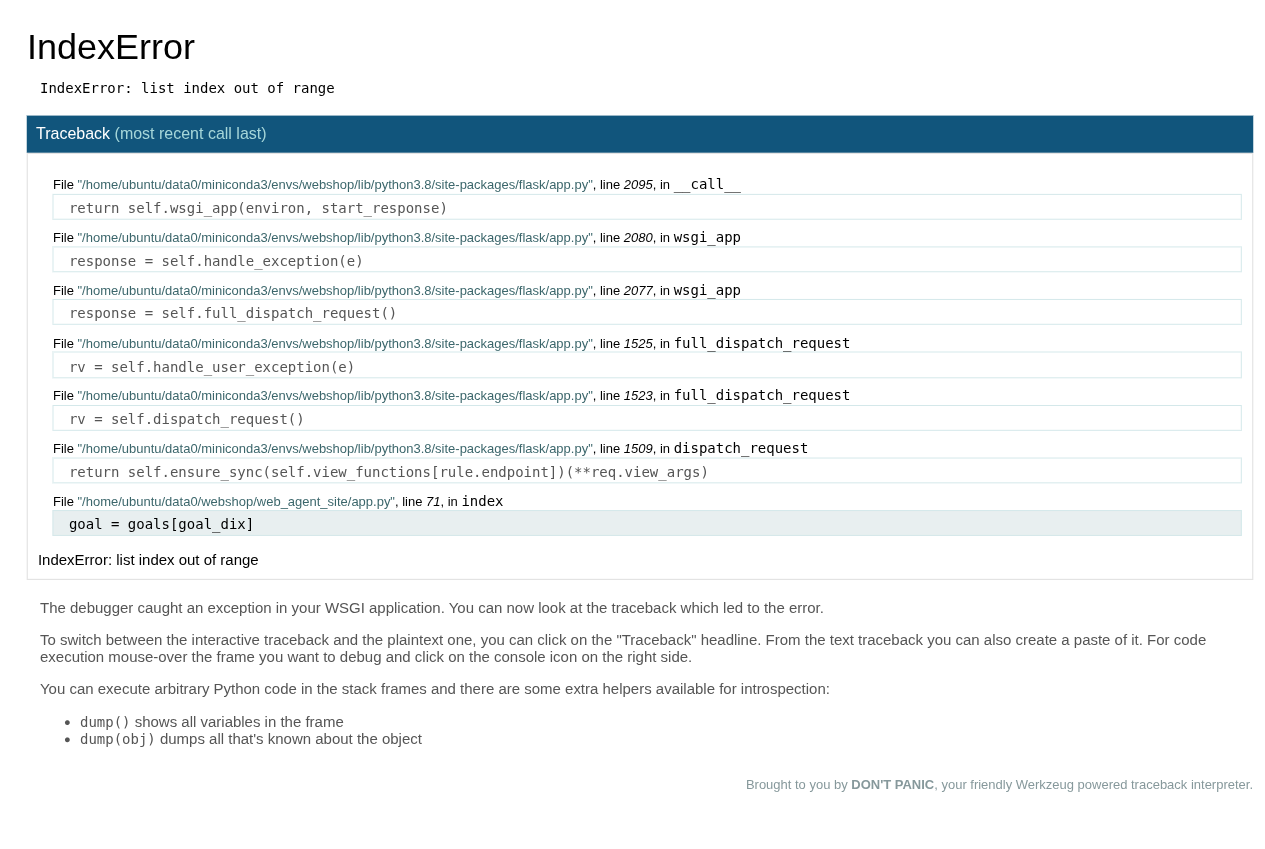 IndexError
IndexError: list index out of range
Traceback (most recent call last)
File "/home/ubuntu/data0/miniconda3/envs/webshop/lib/python3.8/site-packages/flask/app.py", line 2095, in __call__
return self.wsgi_app(environ, start_response)
File "/home/ubuntu/data0/miniconda3/envs/webshop/lib/python3.8/site-packages/flask/app.py", line 2080, in wsgi_app
response = self.handle_exception(e)
File "/home/ubuntu/data0/miniconda3/envs/webshop/lib/python3.8/site-packages/flask/app.py", line 2077, in wsgi_app
response = self.full_dispatch_request()
File "/home/ubuntu/data0/miniconda3/envs/webshop/lib/python3.8/site-packages/flask/app.py", line 1525, in full_dispatch_request
rv = self.handle_user_exception(e)
File "/home/ubuntu/data0/miniconda3/envs/webshop/lib/python3.8/site-packages/flask/app.py", line 1523, in full_dispatch_request
rv = self.dispatch_request()
File "/home/ubuntu/data0/miniconda3/envs/webshop/lib/python3.8/site-packages/flask/app.py", line 1509, in dispatch_request
return self.ensure_sync(self.view_functions[rule.endpoint])(**req.view_args)
File "/home/ubuntu/data0/webshop/web_agent_site/app.py", line 71, in index
goal = goals[goal_dix]
IndexError: list index out of range
The debugger caught an exception in your WSGI application. You can now look at the traceback which led to the error.
To switch between the interactive traceback and the plaintext one, you can click on the "Traceback" headline. From the text traceback you can also create a paste of it. For code
execution mouse-over the frame you want to debug and click on the console icon on the right side.
You can execute arbitrary Python code in the stack frames and there are some extra helpers available for introspection:
• dump() shows all variables in the frame
• dump(obj) dumps all that's known about the object
Brought to you by DON'T PANIC, your friendly Werkzeug powered traceback interpreter.